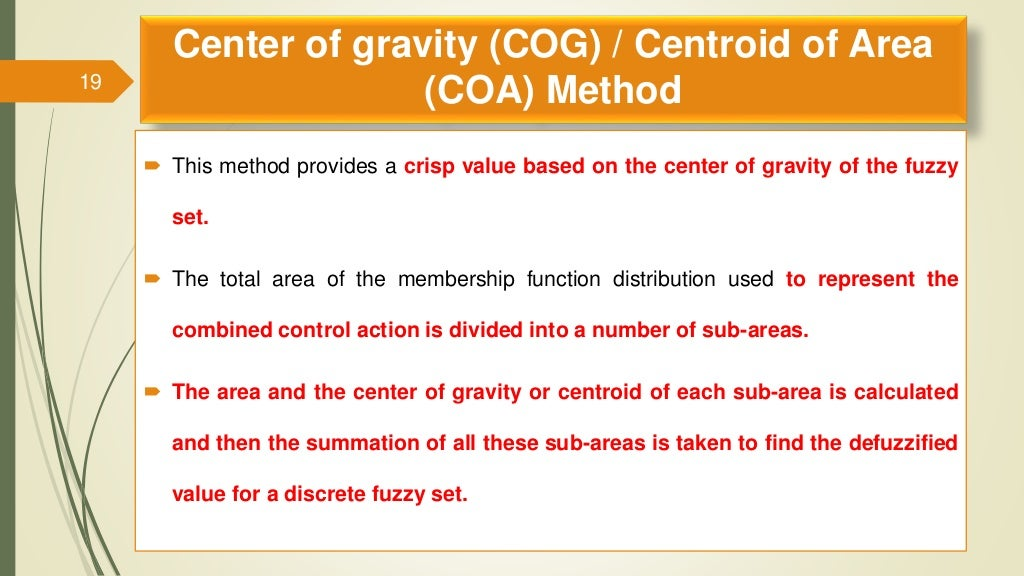 Center of gravity (COG) / Centroid of Area
(COA) Method
19
This method provides a crisp value based on the center of gravity of the fuzzy
set.
The total area of the membership function distribution used to represent the
combined control action is divided into a number of sub-areas.
The area and the center of gravity or centroid of each sub-area is calculated
and then the summation of all these sub-areas is taken to find the defuzzified
value for a discrete fuzzy set.